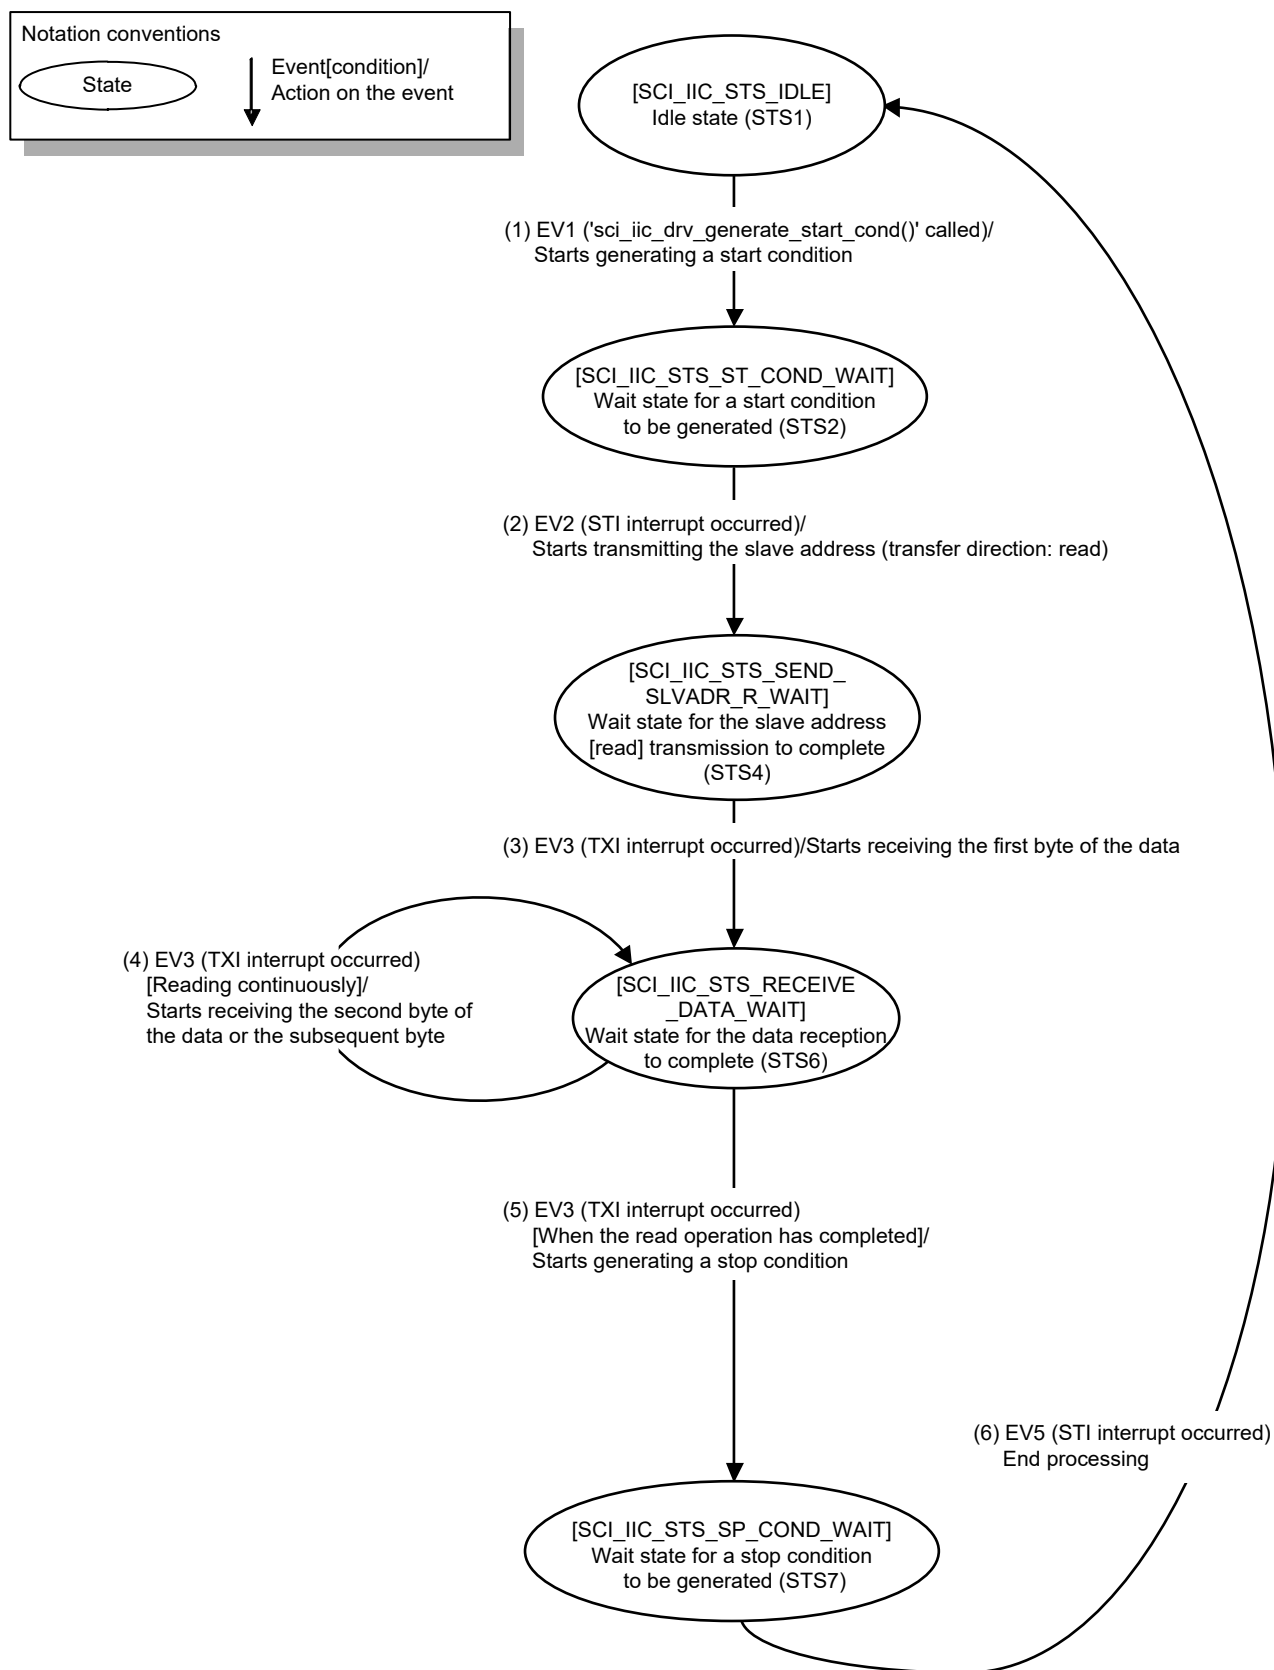 Notation conventions
State
Event[condition]/
Action on the event
[SCI_IIC_STS_IDLE]
Idle state (STS1)
(1) EV1 ('sci_iic_drv_generate_start_cond()' called)/
Starts generating a start condition
[SCI_IIC_STS_ST_COND_WAIT]
Wait state for a start condition
to be generated (STS2)
(2) EV2 (STI interrupt occurred)/
Starts transmitting the slave address (transfer direction: read)
[SCI_IIC_STS_SEND_
SLVADR_R_WAIT]
Wait state for the slave address
[read] transmission to complete
(STS4)
(3) EV3 (TXI interrupt occurred)/Starts receiving the first byte of the data
(4) EV3 (TXI interrupt occurred)
[Reading continuously]/
Starts receiving the second byte of
the data or the subsequent byte
[SCI_IIC_STS_RECEIVE
_DATA_WAIT]
Wait state for the data reception
to complete (STS6)
(5) EV3 (TXI interrupt occurred)
[When the read operation has completed]/
Starts generating a stop condition
(6) EV5 (STI interrupt occurred)
End processing
[SCI_IIC_STS_SP_COND_WAIT]
Wait state for a stop condition
to be generated (STS7)